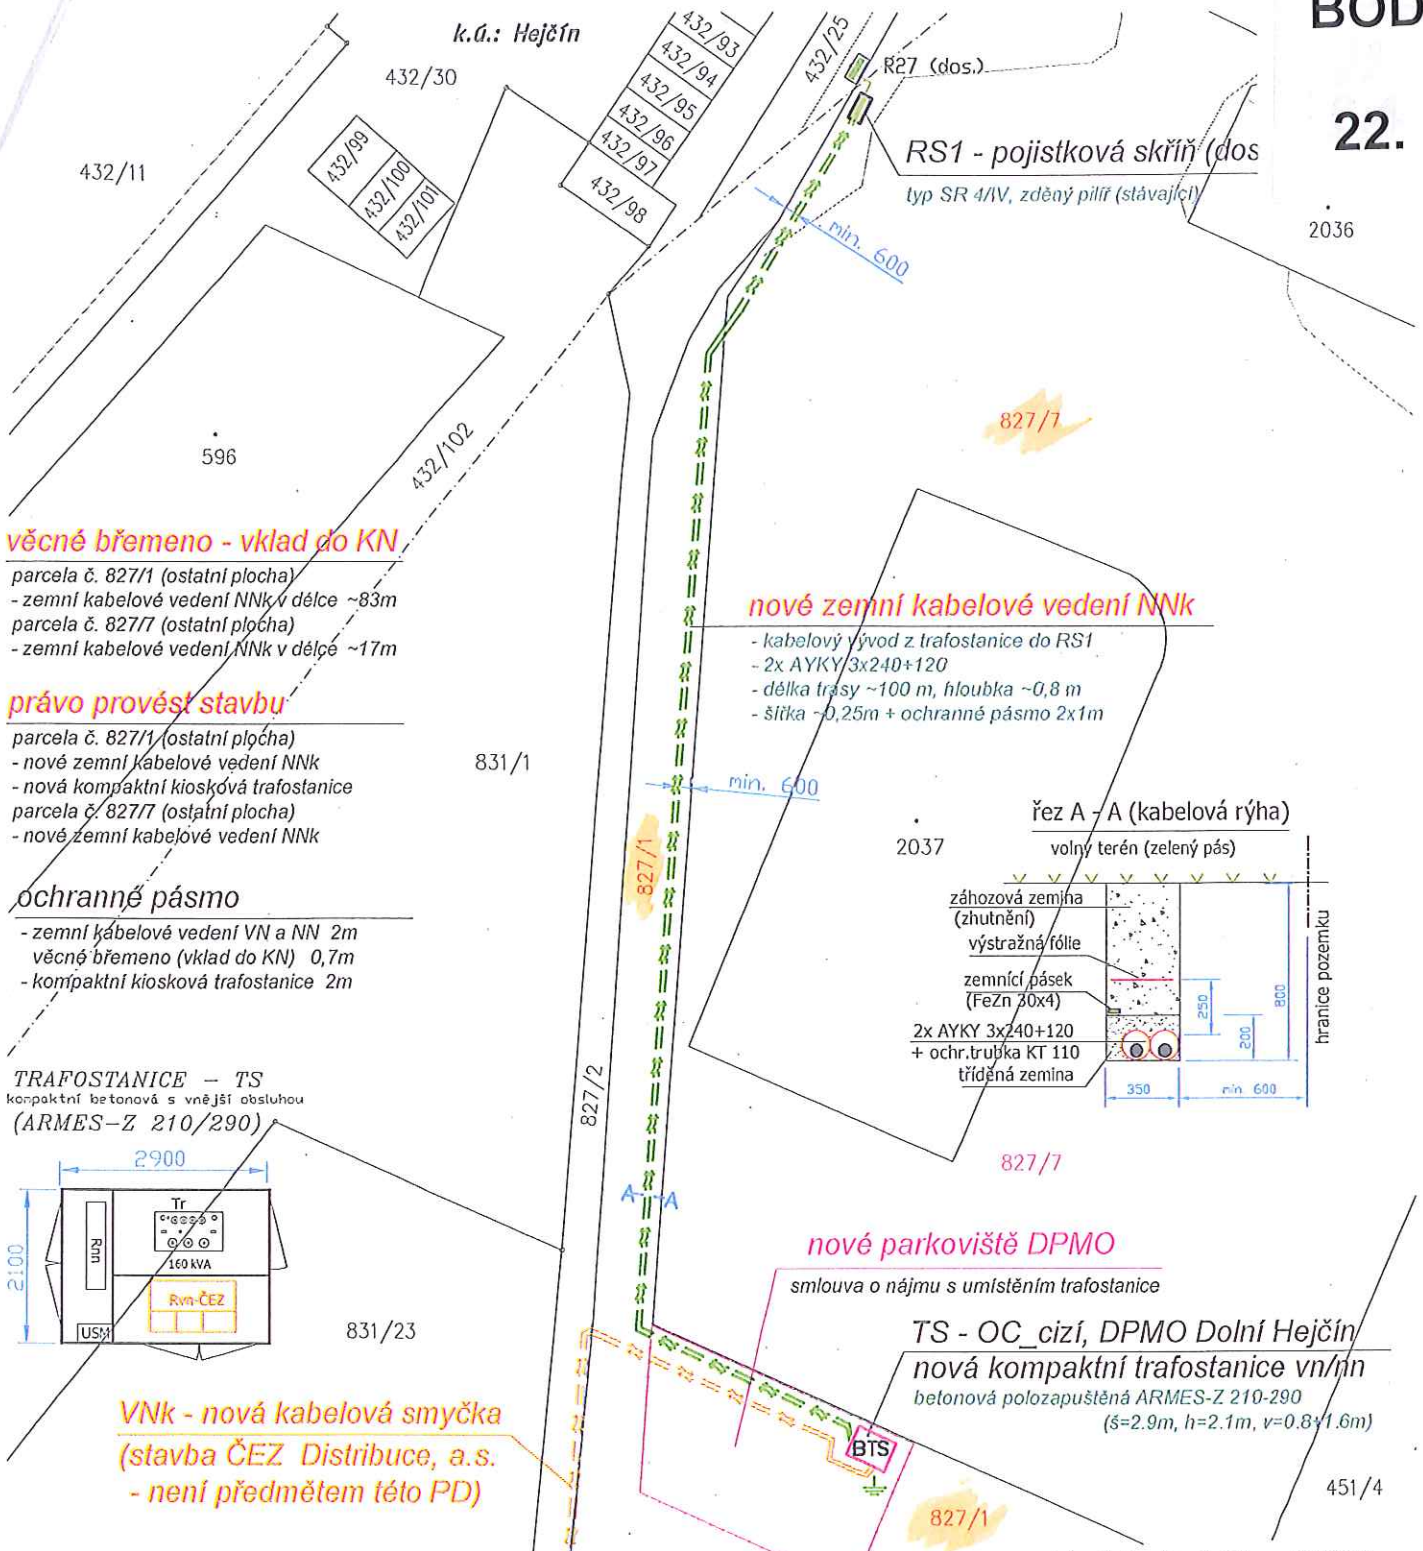 BOD
22.
k.ú.: Hejčín
432/30
432/93
432/94
432/95
432/96
432/97
432/98
432/25
R27 (dos.)
RS1 - pojistková skříň (dos
typ SR 4/IV, zděný pilíř (stávající)
432/11
432/99
432/100
432/101
2036
min. 600
827/7
596
432/102
věcné břemeno - vklad do KN
parcela č. 827/1 (ostatní plocha)
- zemní kabelové vedení NNk v délce ~83m
parcela č. 827/7 (ostatní plocha)
- zemní kabelové vedení NNk v délce ~17m
nové zemní kabelové vedení NNk
- kabelový vývod z trafostanice do RS1
- 2x AYKY 3x240+120
- délka trasy ~100 m, hloubka ~0,8 m
- šířka ~0,25m + ochranné pásmo 2x1m
právo provést stavbu
parcela č. 827/1 (ostatní plocha)
- nové zemní kabelové vedení NNk
- nová kompaktní kiosková trafostanice
parcela č. 827/7 (ostatní plocha)
- nové zemní kabelové vedení NNk
831/1
min. 600
827/1
2037
řez A - A (kabelová rýha)
volný terén (zelený pás)
záhozová zemina
(zhutnění)
výstražná fólie
zemnící pásek
(FeZn 30x4)
2x AYKY 3x240+120
+ ochr.trubka KT 110
tříděná zemina
250
200
800
350
min 600
hranice pozemku
ochranné pásmo
- zemní kabelové vedení VN a NN 2m
věcné břemeno (vklad do KN) 0,7m
- kompaktní kiosková trafostanice 2m
TRAFOSTANICE - TS
kompaktní betonová s vnější obsluhou
(ARMES-Z 210/290)
2900
2100
Rnn
Tr
160 kVA
Rvn-ČEZ
USM
827/2
A
A
827/7
831/23
nové parkoviště DPMO
smlouva o nájmu s umístěním trafostanice
TS - OC_cizí, DPMO Dolní Hejčín
nová kompaktní trafostanice vn/nn
betonová polozapuštěná ARMES-Z 210-290
(š=2.9m, h=2.1m, v=0.8+1.6m)
VNk - nová kabelová smyčka
(stavba ČEZ Distribuce, a.s.
- není předmětem této PD)
BTS
827/1
451/4